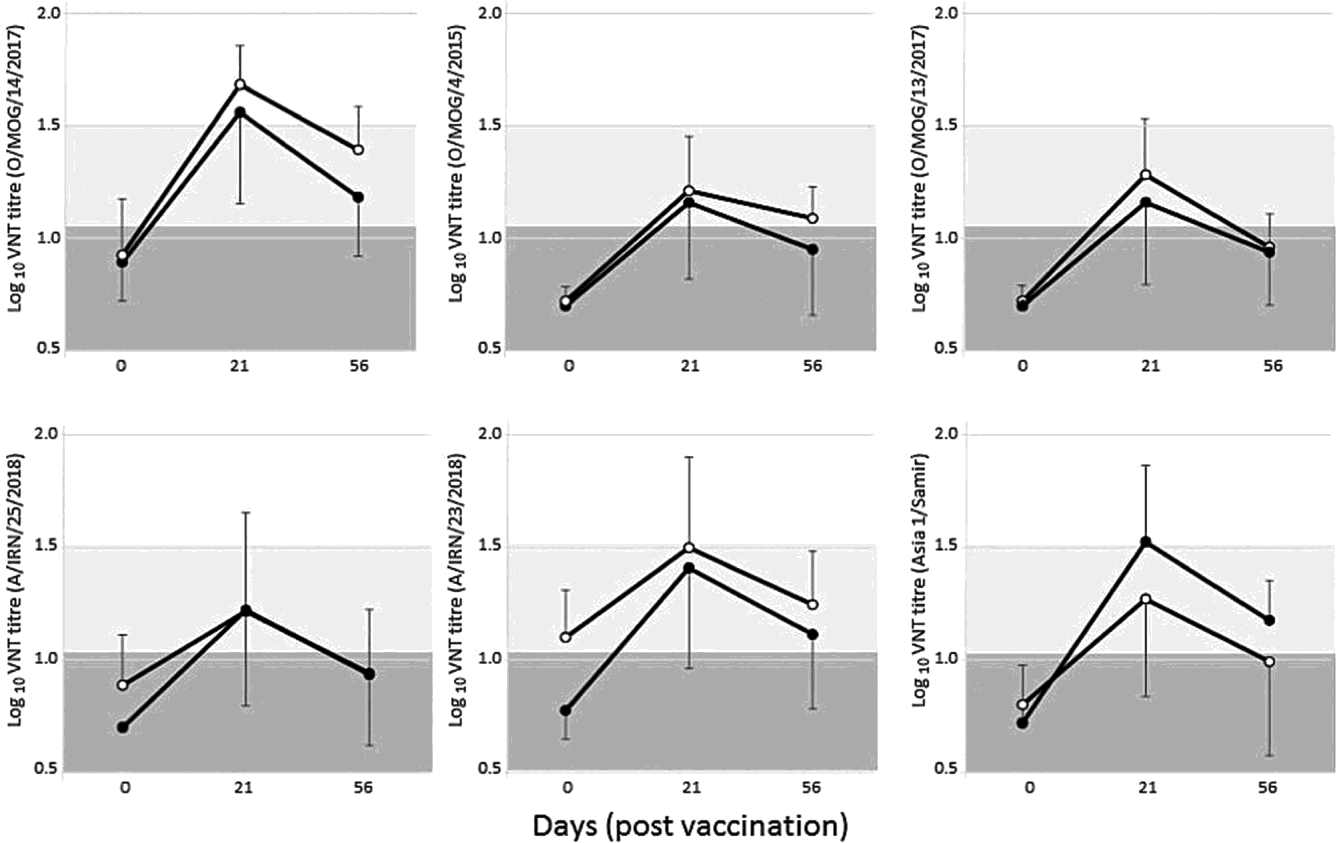 Log 10 VNT titre (O/MOG/14/2017)
2.0
1.5
1.0
0.5
0 21 56
Log 10 VNT titre (O/MOG/4/2015)
2.0
1.5
1.0
0.5
0 21 56
Log 10 VNT titre (O/MOG/13/2017)
2.0
1.5
1.0
0.5
0 21 56
Log 10 VNT titre (A/IRN/25/2018)
2.0
1.5
1.0
0.5
0 21 56
Log 10 VNT titre (A/IRN/23/2018)
2.0
1.5
1.0
0.5
0 21 56
Log 10 VNT titre (Asia 1/Samir)
2.0
1.5
1.0
0.5
0 21 56
Days (post vaccination)